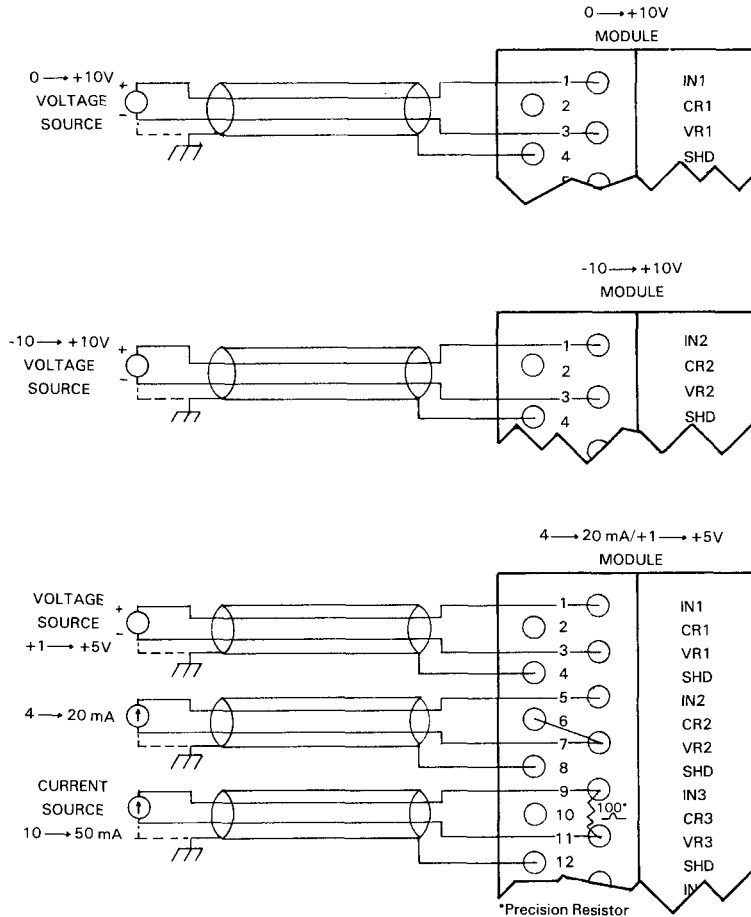 0→+10V
MODULE
0→+10V
VOLTAGE
SOURCE
+
-
1
2
3
4
5
IN1
CR1
VR1
SHD
-10→+10V
MODULE
-10→+10V
VOLTAGE
SOURCE
+
-
1
2
3
4
IN2
CR2
VR2
SHD
4→20 mA/+1→+5V
MODULE
VOLTAGE
SOURCE
+1→+5V
+
-
4→20 mA
CURRENT
SOURCE
10→50 mA
1
2
3
4
5
6
7
8
9
10
11
12
100*
IN1
CR1
VR1
SHD
IN2
CR2
VR2
SHD
IN3
CR3
VR3
SHD
IN
*Precision Resistor